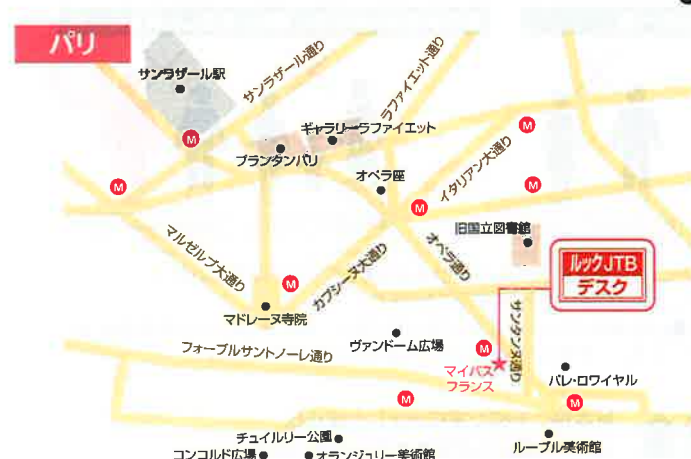 パリ
サンラザール駅
サンラザール通り
ラファイエット通り
ギャラリーラファイエット
プランタンパリ
オペラ座
イタリアン大通り
旧国立図書館
マルゼルブ大通り
カプシーヌ大通り
オペラ通り
ルックJTB
デスク
マドレーヌ寺院
サンタンヌ通り
ヴァンドーム広場
フォーブルサントノーレ通り
マイバス
フランス
パレ・ロワイヤル
チュイルリー公園
ルーブル美術館
コンコルド広場
オランジュリー美術館
M
M
M
M
M
M
M
M
M